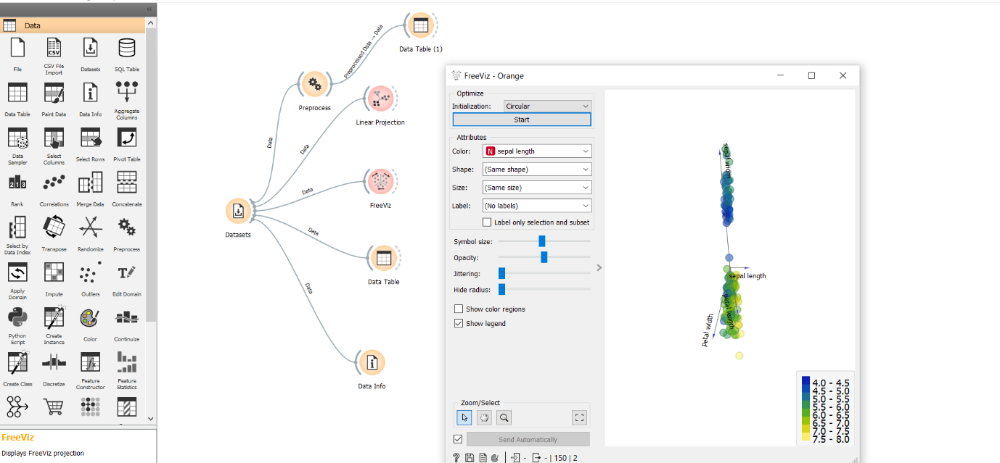 Data
File
CSV File
Import
Datasets
SQL Table
Data Table
Paint Data
Data Info
Aggregate
Columns
Data
Sampler
Select
Columns
Select Rows
Pivot Table
Rank
Correlations
Merge Data
Concatenate
Select by
Data Index
Transpose
Randomize
Preprocess
Apply
Domain
Impute
Outliers
Edit Domain
Python
Script
Create
Instance
Color
Continuize
Create Class
Discretize
Feature
Constructor
Feature
Statistics
FreeViz
Displays FreeViz projection
Preprocessed Data → Data
Data Table (1)
Preprocess
Data
Linear Projection
Data
FreeViz
Data
Datasets
Data
Data Table
Data
Data Info
FreeViz - Orange
Optimize
Initialization:
Circular
Start
Attributes
Color:
N
sepal length
Shape:
(Same shape)
Size:
(Same size)
Label:
(No labels)
Label only selection and subset
Symbol size:
Opacity:
Jittering:
Hide radius:
Show color regions
Show legend
Zoom/Select
Send Automatically
? - - | 150 | 2
sepal width
sepal length
petal length
petal width
4.0 - 4.5
4.5 - 5.0
5.0 - 5.5
5.5 - 6.0
6.0 - 6.5
6.5 - 7.0
7.0 - 7.5
7.5 - 8.0